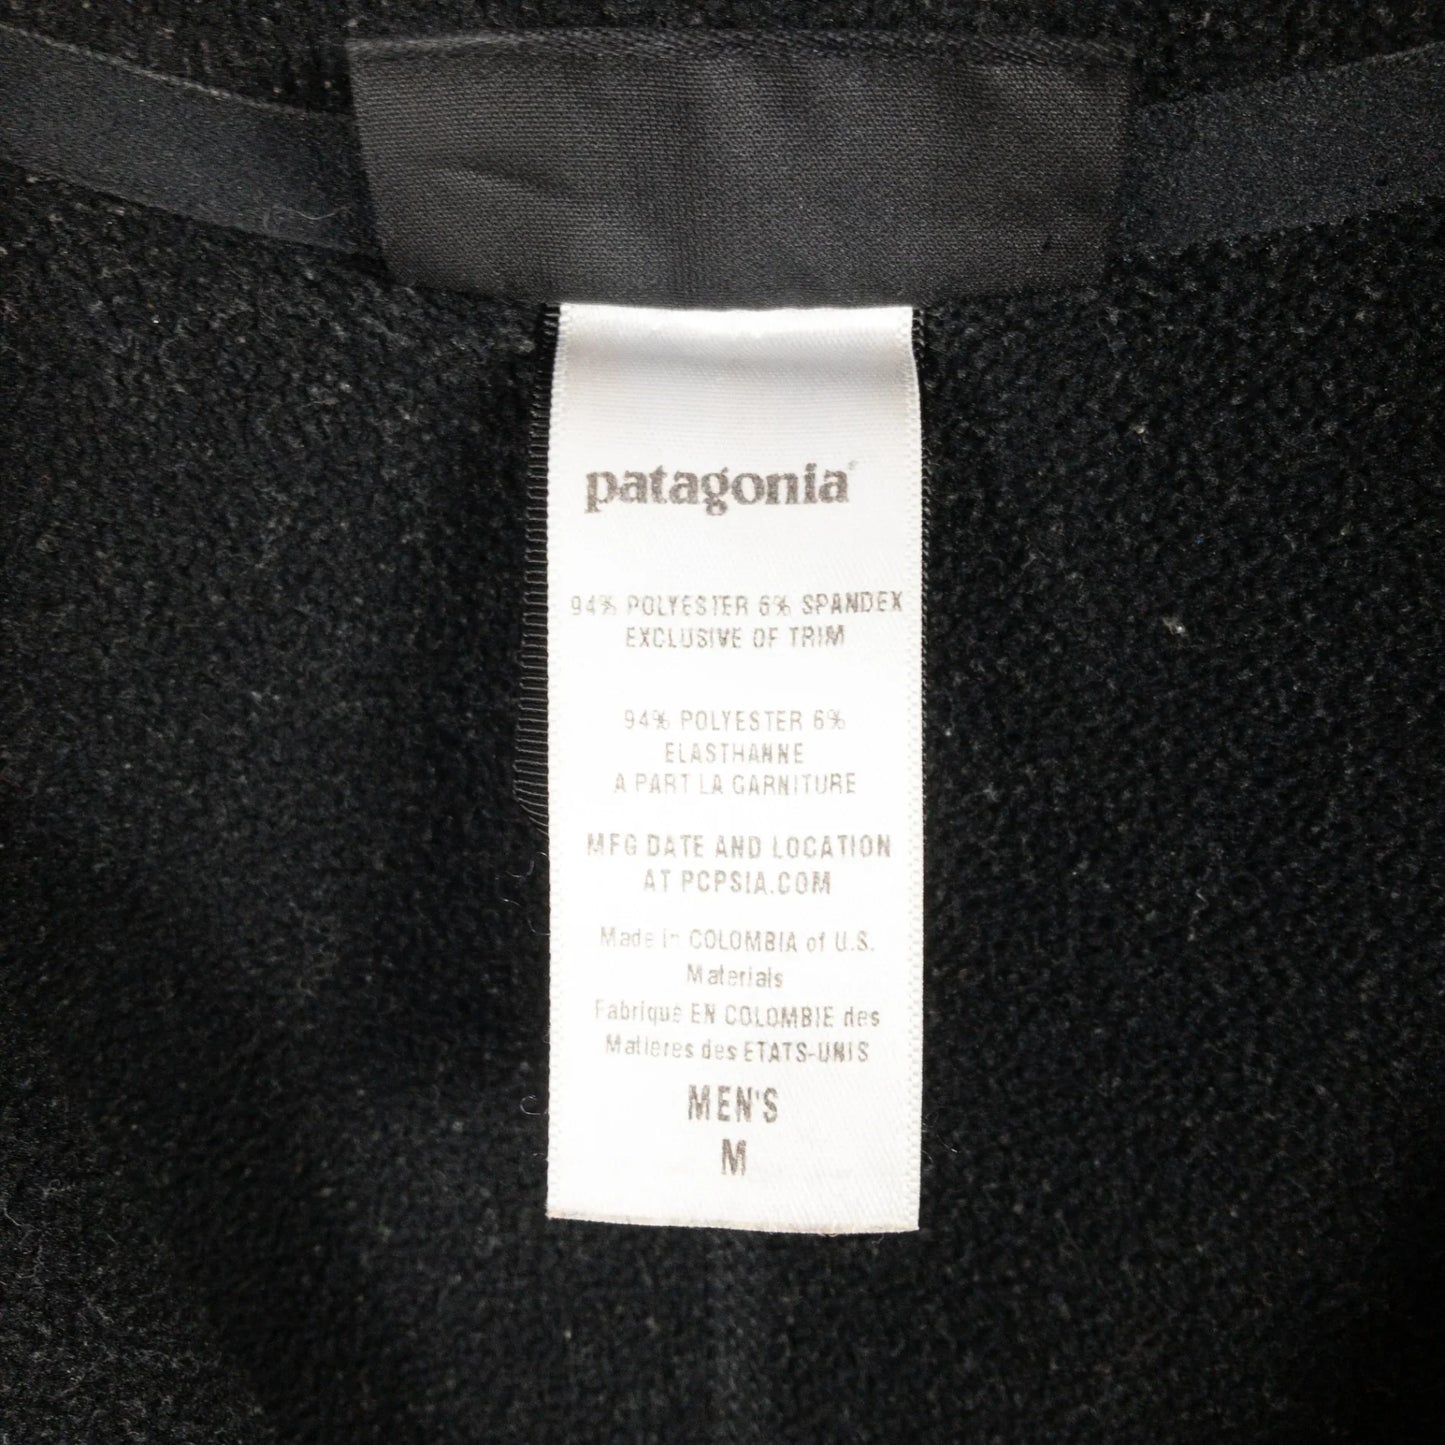 patagonia®
94% POLYESTER 6% SPANDEX
EXCLUSIVE OF TRIM
94% POLYESTER 6%
ELASTHANNE
A PART LA GARNITURE
MFG DATE AND LOCATION
AT PCPSIA.COM
Made in COLOMBIA of U.S.
Materials
Fabrique EN COLOMBIE des
Matieres des ETATS-UNIS
MEN'S
M